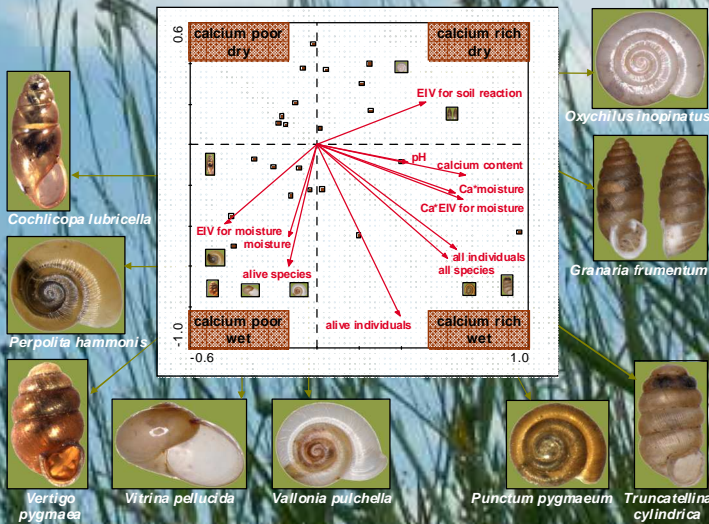 0.6
calcium poor
dry
calcium rich
dry
EIV for soil reaction
Oxychilus inopinatus
pH
calcium content
Ca*moisture
Ca*EIV for moisture
Cochlicopa lubricella
EIV for moisture
moisture
all individuals
all species
Granaria frumentum
alive species
alive individuals
calcium poor
wet
calcium rich
wet
Perpolita hammonis
-1.0
-0.6
1.0
Vertigo
pygmaea
Vitrina pellucida
Vallonia pulchella
Punctum pygmaeum
Truncatellina
cylindrica